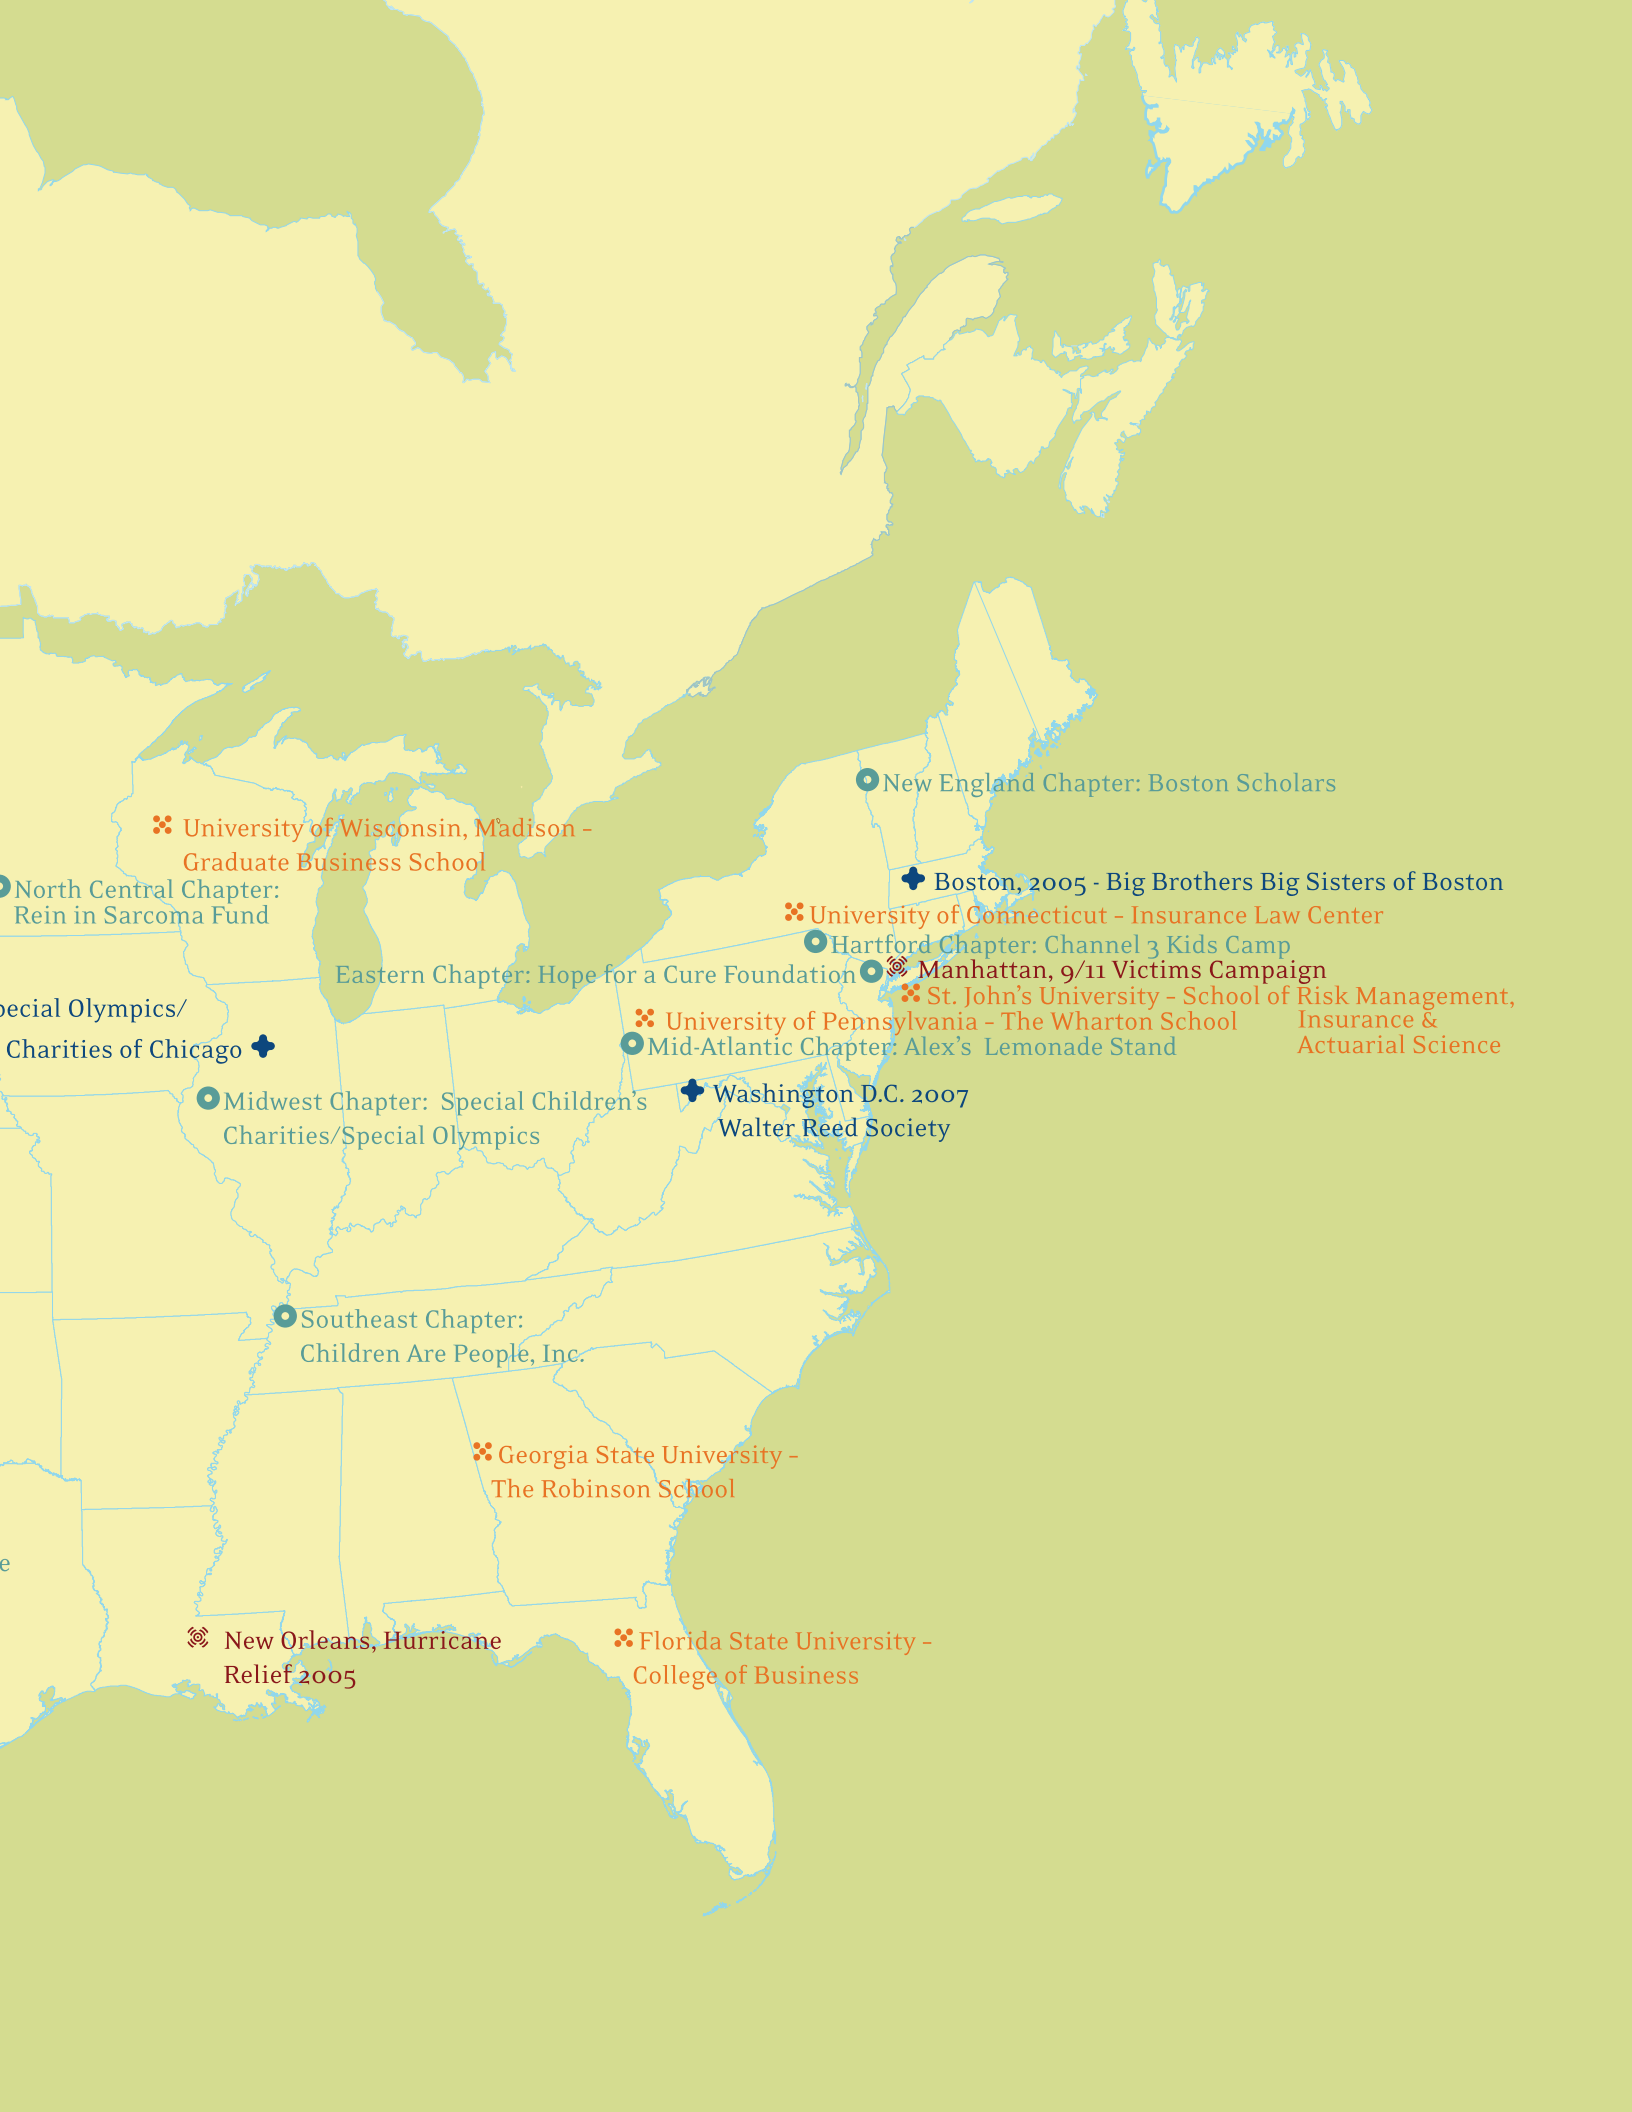 New England Chapter: Boston Scholars
University of Wisconsin, Madison –
Graduate Business School
North Central Chapter:
Rein in Sarcoma Fund
Boston, 2005 - Big Brothers Big Sisters of Boston
University of Connecticut – Insurance Law Center
Hartford Chapter: Channel 3 Kids Camp
Manhattan, 9/11 Victims Campaign
Eastern Chapter: Hope for a Cure Foundation
St. John’s University – School of Risk Management,
Insurance &
Actuarial Science
University of Pennsylvania – The Wharton School
Mid-Atlantic Chapter: Alex’s Lemonade Stand
pecial Olympics/
Charities of Chicago
Washington D.C. 2007
Walter Reed Society
Midwest Chapter: Special Children’s
Charities/Special Olympics
Southeast Chapter:
Children Are People, Inc.
Georgia State University –
The Robinson School
e
New Orleans, Hurricane
Relief 2005
Florida State University –
College of Business